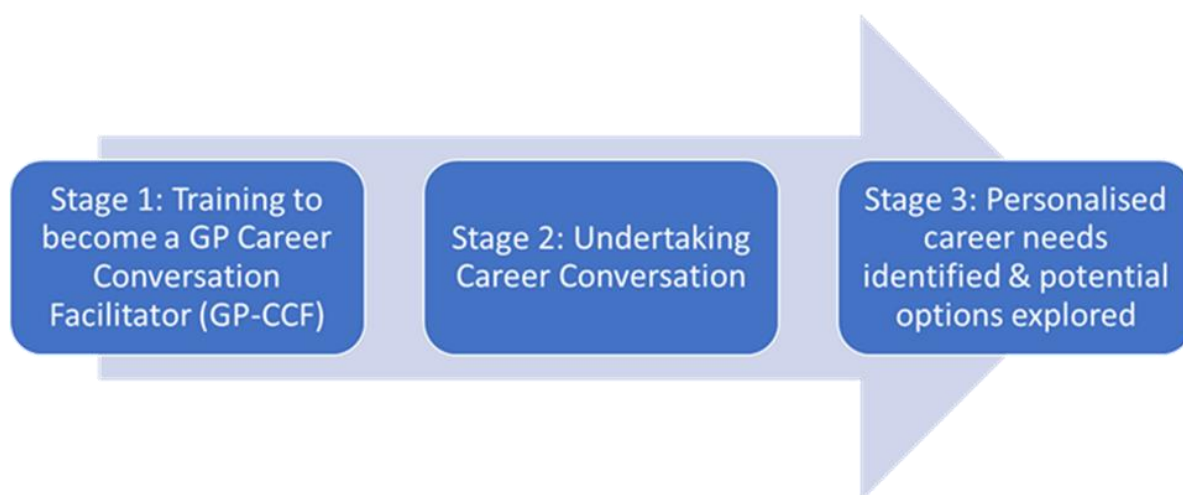 Stage 1: Training to
become a GP Career
Conversation
Facilitator (GP-CCF)
Stage 2: Undertaking
Career Conversation
Stage 3: Personalised
career needs
identified & potential
options explored